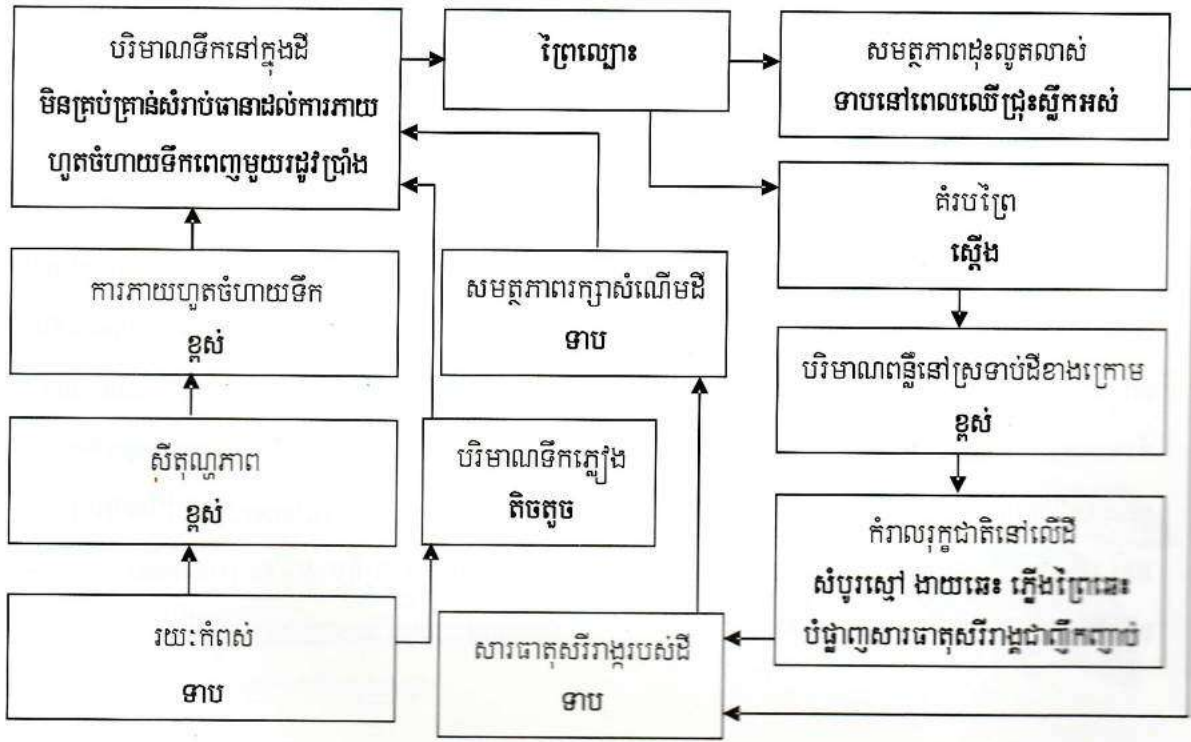 បរិមាណទឹកនៅក្នុងដី
មិនគ្រប់គ្រាន់សំរាប់ធានាដល់ការភាយ
ហួតចំហាយទឹកពេញមួយរដូវប្រាំង
ព្រៃល្បោះ
សមត្ថភាពដុះលូតលាស់
ទាបនៅពេលឈើជ្រុះស្លឹកអស់
គំរបព្រៃ
ស្តើង
ការភាយហួតចំហាយទឹក
ខ្ពស់
សមត្ថភាពរក្សាសំណើមដី
ទាប
បរិមាណពន្លឺនៅស្រទាប់ដីខាងក្រោម
ខ្ពស់
ស៊ីតុណ្ហភាព
ខ្ពស់
បរិមាណទឹកភ្លៀង
តិចតួច
កំរាលរុក្ខជាតិនៅលើដី
សំបូរស្មៅ ងាយឆេះ ភ្លើងព្រៃឆេះ
បំផ្លាញសារធាតុសរីរាង្គជាញឹកញាប់
រយៈកំពស់
ទាប
សារធាតុសរីរាង្គរបស់ដី
ទាប